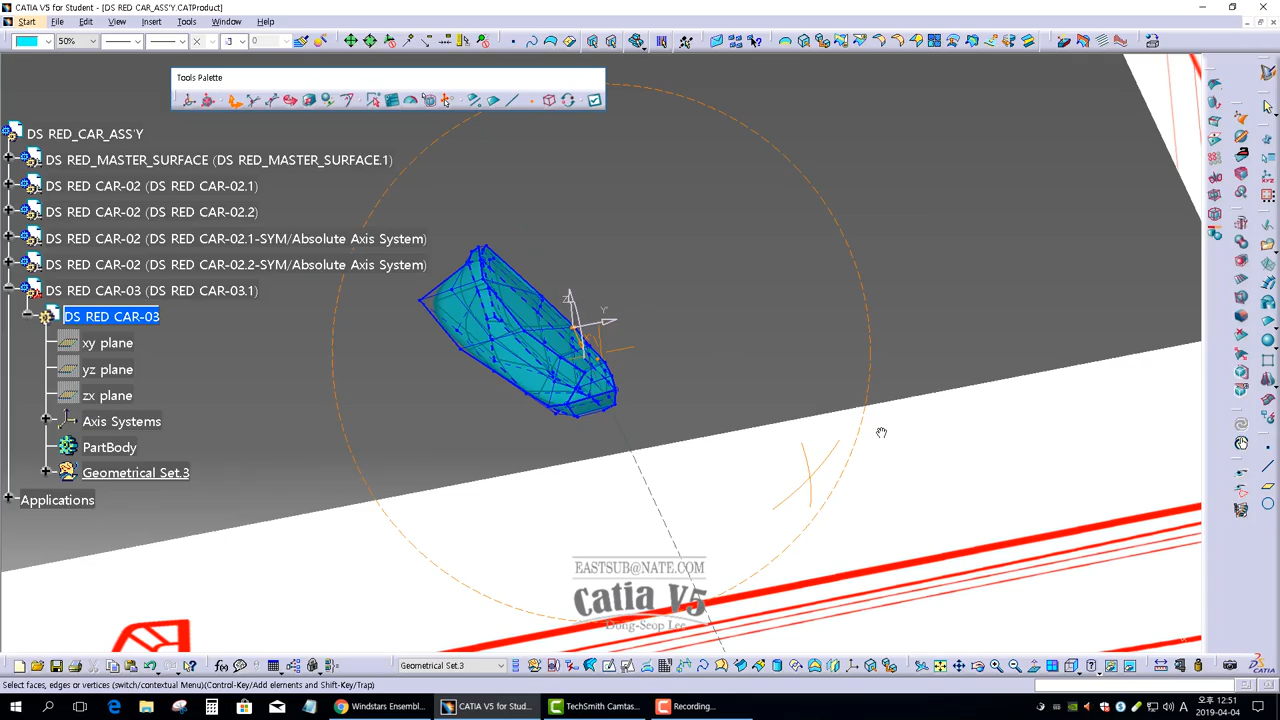 CATIA V5 for Student - [DS RED_CAR_ASS'Y.CATProduct]
Start File Edit View Insert Tools Window Help
50% 3 0
Tools Palette
DS RED_CAR_ASS'Y
DS RED_MASTER_SURFACE (DS RED_MASTER_SURFACE.1)
DS RED CAR-02 (DS RED CAR-02.1)
DS RED CAR-02 (DS RED CAR-02.2)
DS RED CAR-02 (DS RED CAR-02.1-SYM/Absolute Axis System)
DS RED CAR-02 (DS RED CAR-02.2-SYM/Absolute Axis System)
DS RED CAR-03 (DS RED CAR-03.1)
DS RED CAR-03
xy plane
yz plane
zx plane
Axis Systems
PartBody
Geometrical Set.3
Applications
Z
Y
EASTSUB@NATE.COM
Catia V5
Dong-Seop Lee
Geometrical Set.3
CATIA
Select faces, edges or vertices (switch/contextual Menu)(Control-Key/Add elements and Shift-Key/Trap)
Windstars Ensembl... CATIA V5 for Stud... TechSmith Camtas... Recording...
A 오후 12:51
2019-04-04